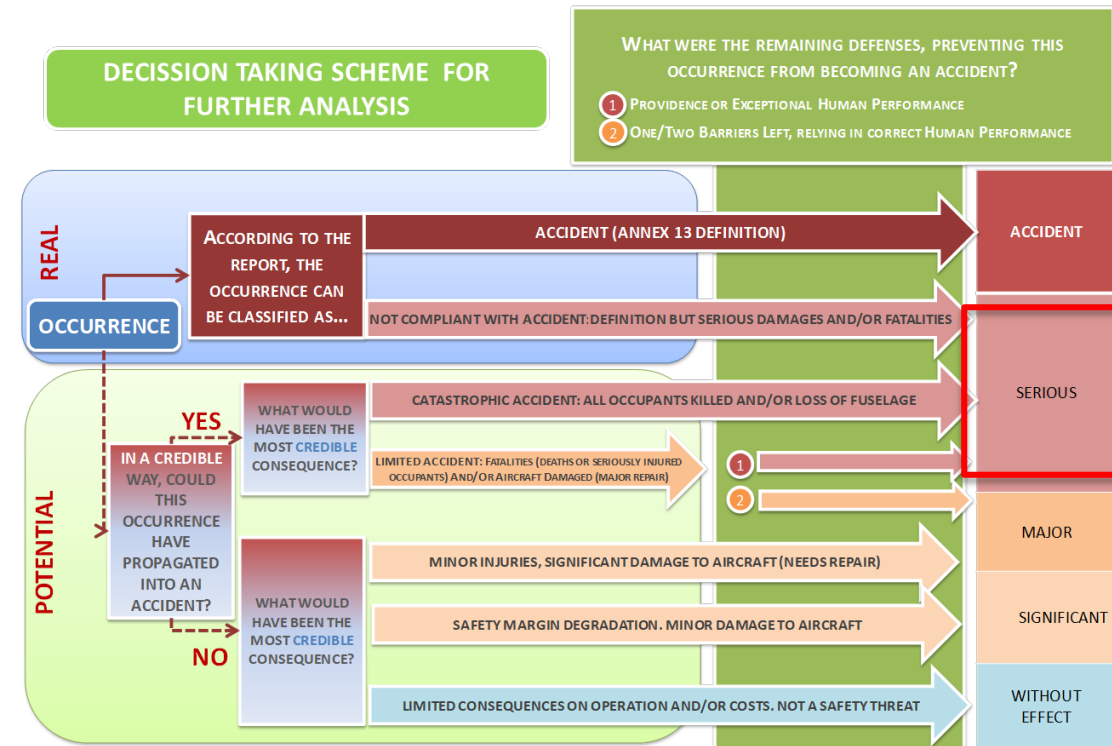 DECISSION TAKING SCHEME FOR
FURTHER ANALYSIS
WHAT WERE THE REMAINING DEFENSES, PREVENTING THIS
OCCURRENCE FROM BECOMING AN ACCIDENT?
1 PROVIDENCE OR EXCEPTIONAL HUMAN PERFORMANCE
2 ONE/TWO BARRIERS LEFT, RELYING IN CORRECT HUMAN PERFORMANCE
REAL
OCCURRENCE
ACCORDING TO THE
REPORT, THE
OCCURRENCE CAN
BE CLASSIFIED AS...
ACCIDENT (ANNEX 13 DEFINITION)
ACCIDENT
NOT COMPLIANT WITH ACCIDENT:DEFINITION BUT SERIOUS DAMAGES AND/OR FATALITIES
SERIOUS
POTENTIAL
IN A CREDIBLE
WAY, COULD THIS
OCCURRENCE
HAVE
PROPAGATED
INTO AN
ACCIDENT?
YES
WHAT WOULD
HAVE BEEN THE
MOST CREDIBLE
CONSEQUENCE?
CATASTROPHIC ACCIDENT: ALL OCCUPANTS KILLED AND/OR LOSS OF FUSELAGE
LIMITED ACCIDENT: FATALITIES (DEATHS OR SERIOUSLY INJURED
OCCUPANTS) AND/OR AIRCRAFT DAMAGED (MAJOR REPAIR)
1
2
MAJOR
NO
WHAT WOULD
HAVE BEEN THE
MOST CREDIBLE
CONSEQUENCE?
MINOR INJURIES, SIGNIFICANT DAMAGE TO AIRCRAFT (NEEDS REPAIR)
SAFETY MARGIN DEGRADATION. MINOR DAMAGE TO AIRCRAFT
SIGNIFICANT
LIMITED CONSEQUENCES ON OPERATION AND/OR COSTS. NOT A SAFETY THREAT
WITHOUT
EFFECT